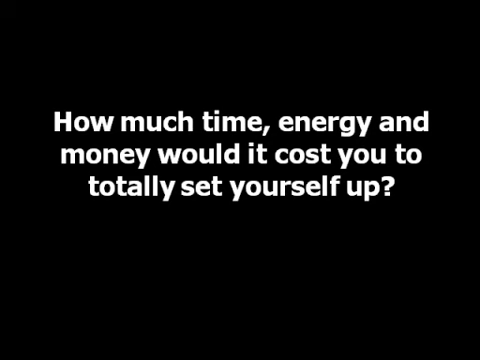 How much time, energy and
money would it cost you to
totally set yourself up?